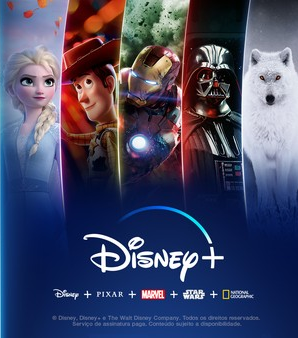 Disney+
Disney + PIXAR + MARVEL + STAR WARS + NATIONAL GEOGRAPHIC
© Disney, Disney+ e The Walt Disney Company. Todos os direitos reservados.
Serviço de assinatura paga. Conteúdo sujeito a disponibilidade.